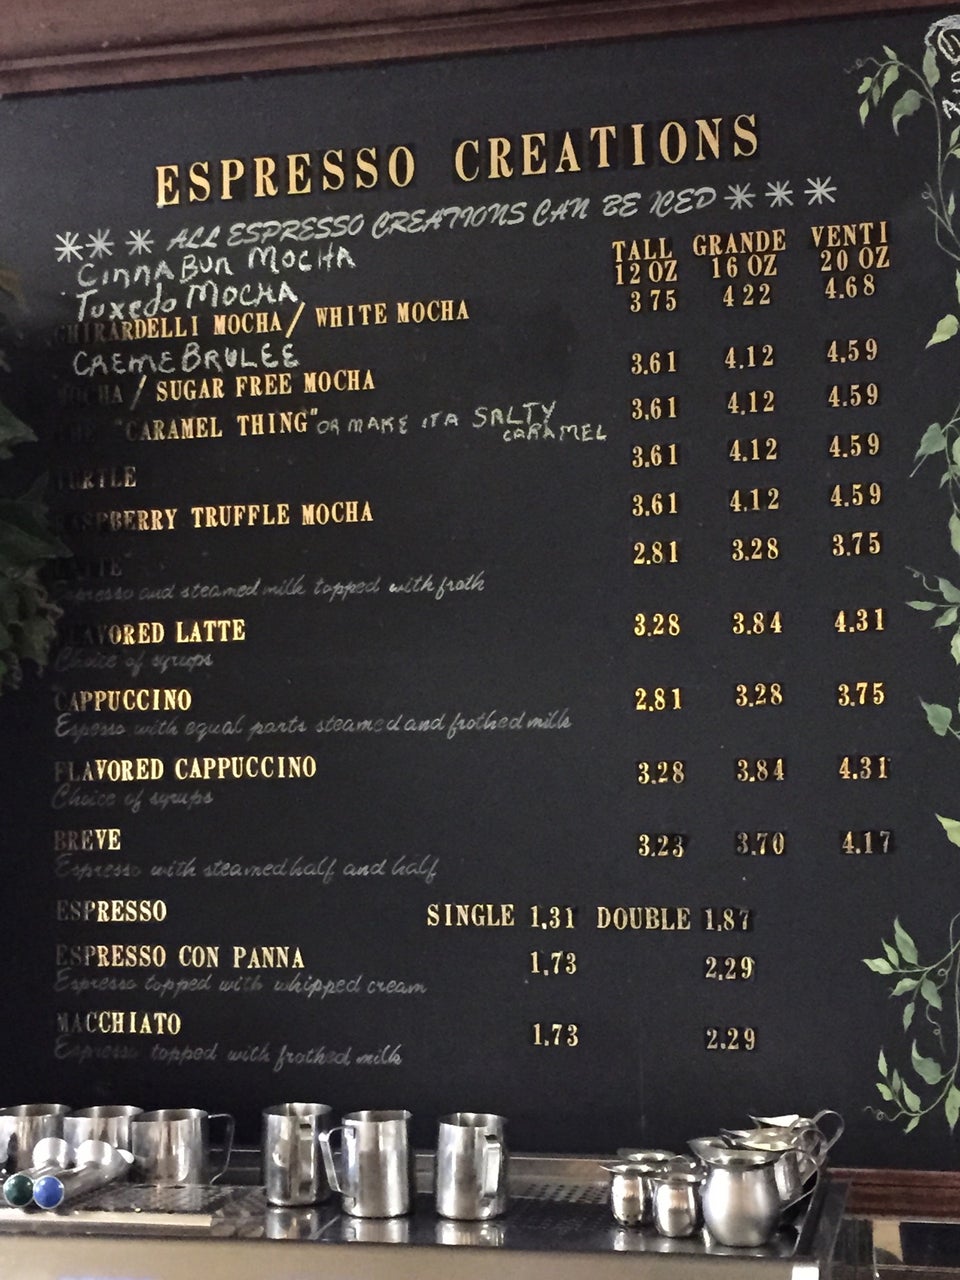 ESPRESSO CREATIONS
*** ALL ESPRESSO CREATIONS CAN BE ICED ***
TALL GRANDE VENTI
12 OZ 16 OZ 20 OZ
CINNABUN MOCHA
TUXEDO MOCHA
GHIRARDELLI MOCHA/ WHITE MOCHA 3 75 4 22 4.68
CREME BRULEE
MOCHA / SUGAR FREE MOCHA 3.61 4.12 4.59
"CARAMEL THING" OR MAKE IT A SALTY CARAMEL 3.61 4.12 4.59
TURTLE 3.61 4.12 4.59
RASPBERRY TRUFFLE MOCHA 3.61 4.12 4.59
LATTE 2.81 3.28 3.75
Espresso and steamed milk topped with froth
FLAVORED LATTE 3.28 3.84 4.31
Choice of syrups
CAPPUCCINO 2.81 3.28 3.75
Espesso with equal parts steamed and frothed milk
FLAVORED CAPPUCCINO 3.28 3.84 4.31
Choice of syrups
BREVE 3.23 3.70 4.17
Espresso with steamed half and half
ESPRESSO SINGLE 1.31 DOUBLE 1.87
ESPRESSO CON PANNA 1.73 2.29
Espresso topped with whipped cream
MACCHIATO 1.73 2.29
Espresso topped with frothed milk